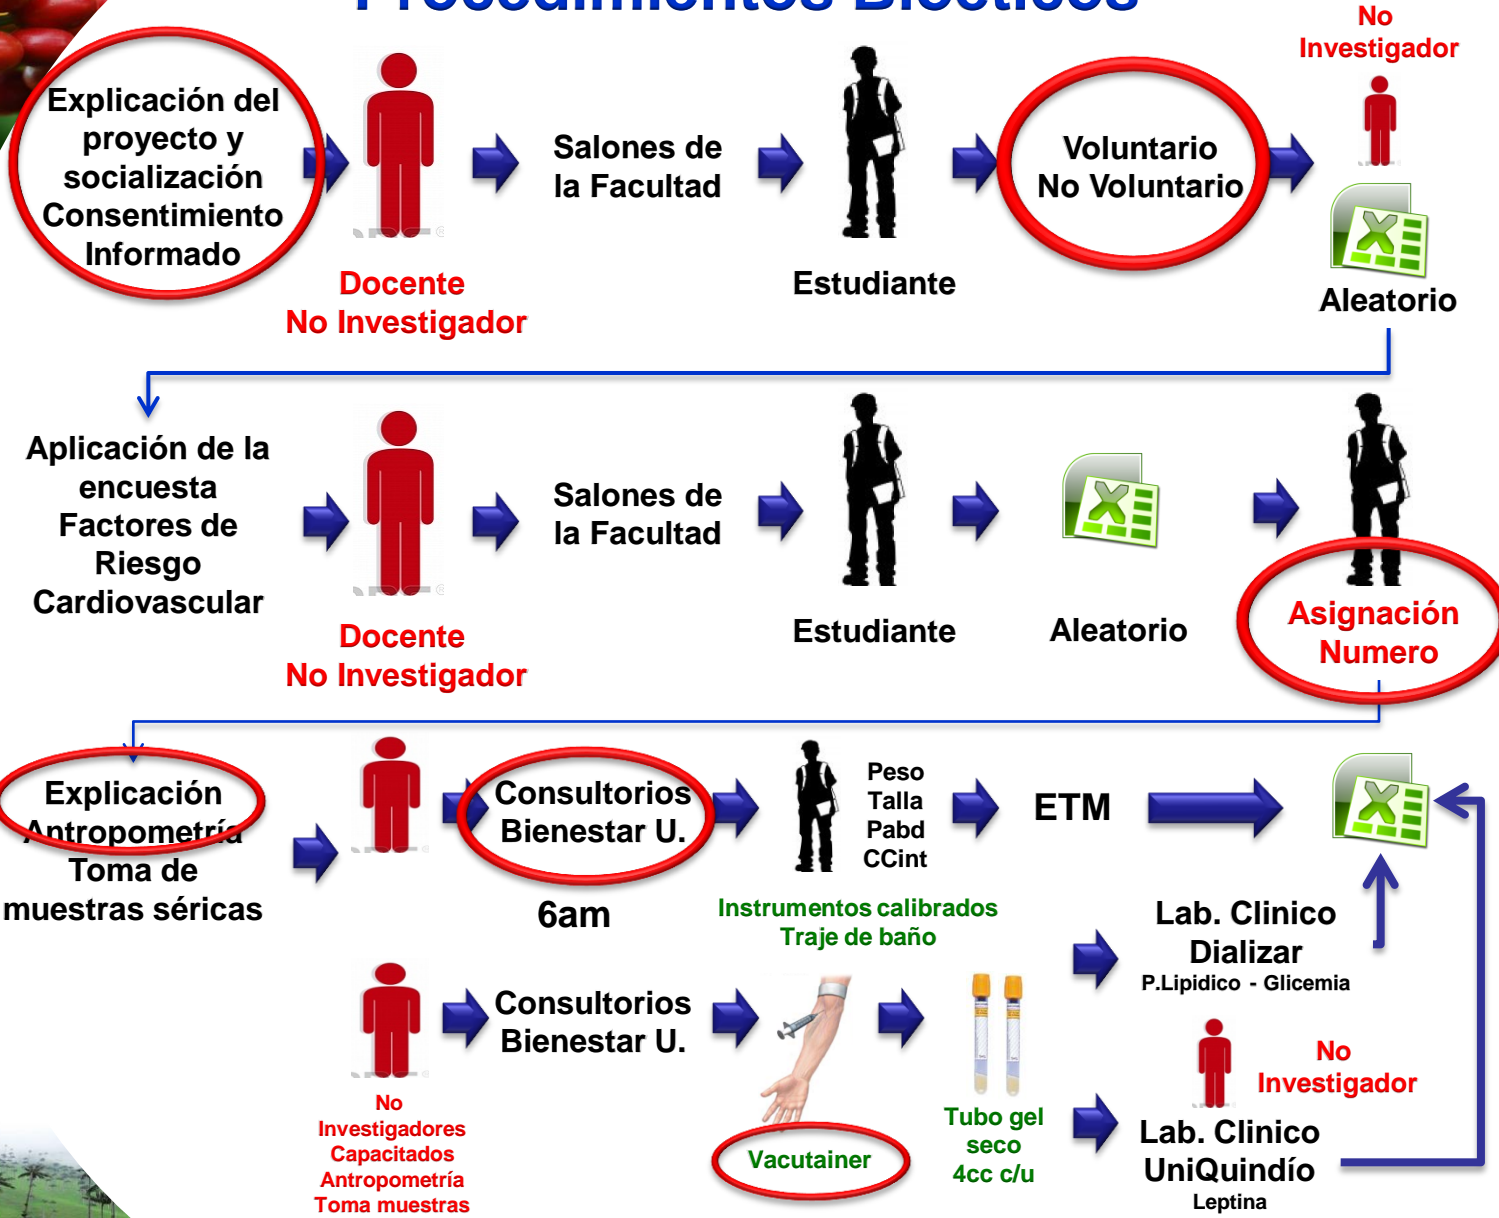 Procedimientos Bioéticos
Explicación del
proyecto y
socialización
Consentimiento
Informado
Docente
No Investigador
Salones de
la Facultad
Estudiante
Voluntario
No Voluntario
No
Investigador
Aleatorio
Aplicación de la
encuesta
Factores de
Riesgo
Cardiovascular
Docente
No Investigador
Salones de
la Facultad
Estudiante
Aleatorio
Asignación
Numero
Explicación
Antropometría
Toma de
muestras séricas
Consultorios
Bienestar U.
6am
Peso
Talla
Pabd
CCint
Instrumentos calibrados
Traje de baño
ETM
No
Investigadores
Capacitados
Antropometría
Toma muestras
Consultorios
Bienestar U.
Vacutainer
Tubo gel
seco
4cc c/u
Lab. Clinico
Dializar
P.Lipidico - Glicemia
No
Investigador
Lab. Clinico
UniQuindío
Leptina